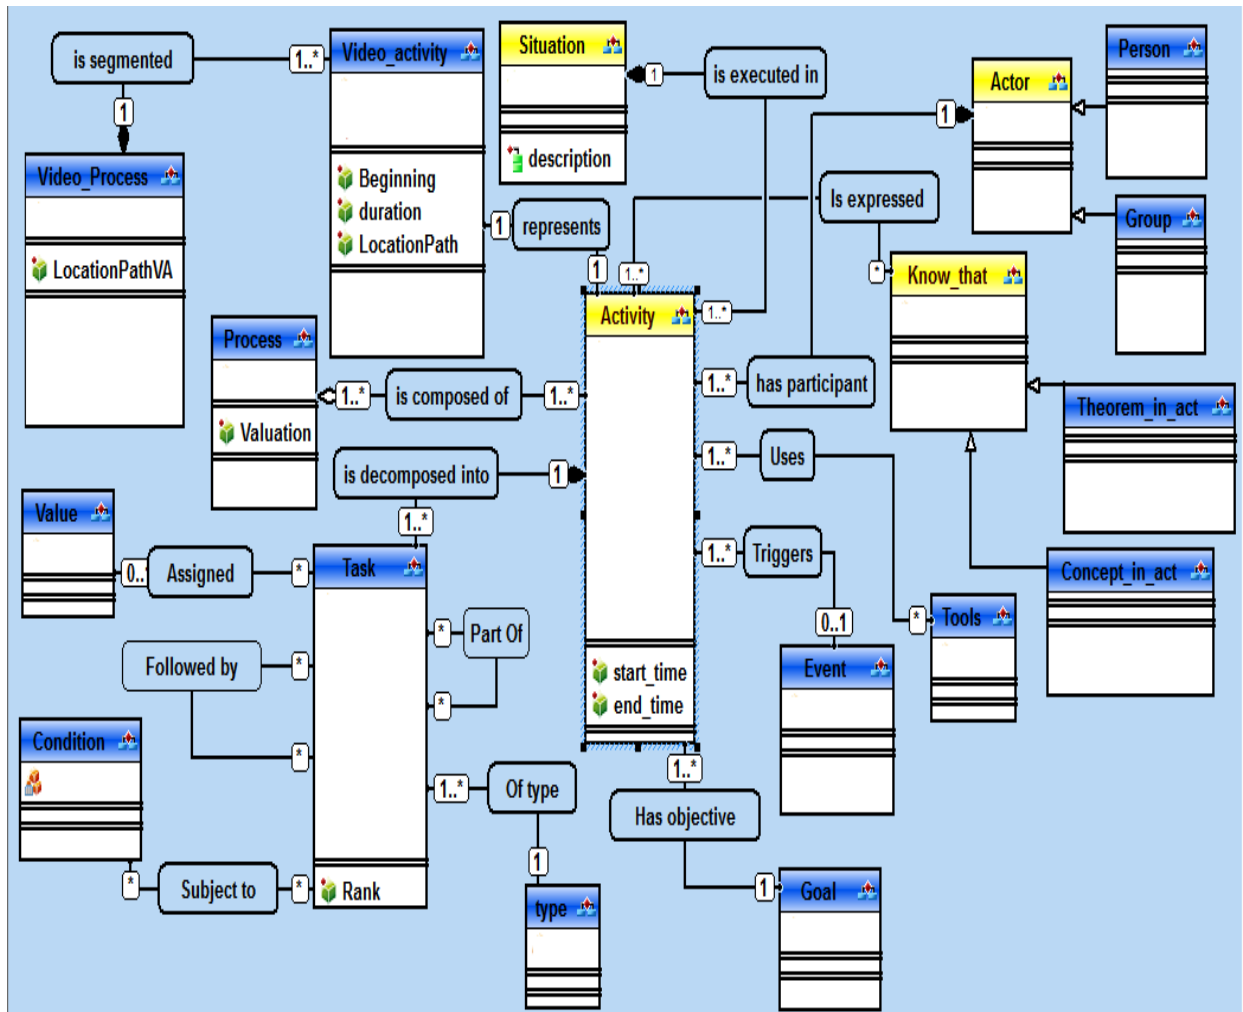 is segmented
1..*
Video_activity
Situation
Person
is executed in
1
Actor
1
1
Beginning
duration
LocationPath
description
Video_Process
LocationPathVA
Is expressed
Group
1
represents
1
1..*
*
Know_that
Activity
1..*
Process
1..*
is composed of
1..*
1..*
has participant
Theorem_in_act
Valuation
is decomposed into
1
1..*
Uses
Value
1..*
1..*
Triggers
0..
Assigned
*
Task
Concept_in_act
*
Part Of
0..1
*
Tools
Followed by
*
Event
start_time
end_time
*
Condition
*
1..*
1..*
Of type
Has objective
1
*
Subject to
*
Rank
type
1
Goal